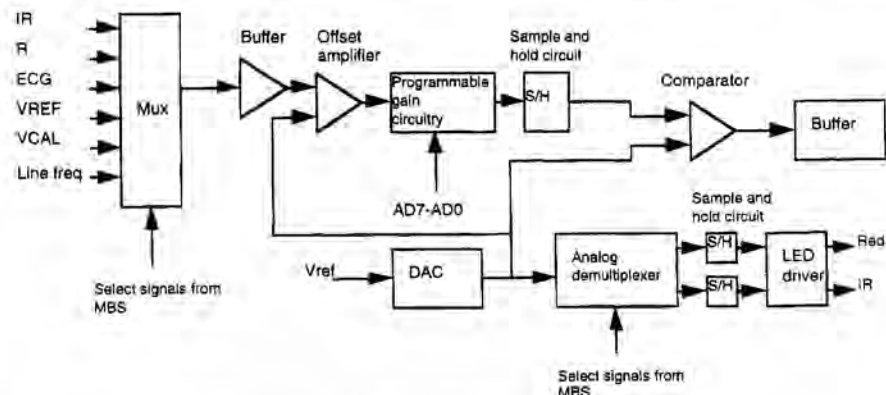 IR
R
ECG
VREF
VCAL
Line freq
Mux
Select signals from
MBS
Buffer
Offset
amplifier
Programmable
gain
circuitry
AD7-AD0
Sample and
hold circuit
S/H
Comparator
Buffer
Vref
DAC
Analog
demultiplexer
Select signals from
MBS
Sample and
hold circuit
S/H
S/H
LED
driver
Red
IR